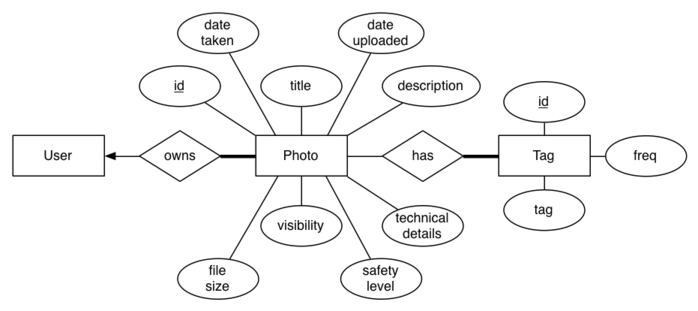 date
taken
date
uploaded
id
title
description
id
User
owns
Photo
has
Tag
freq
tag
visibility
technical
details
file
size
safety
level